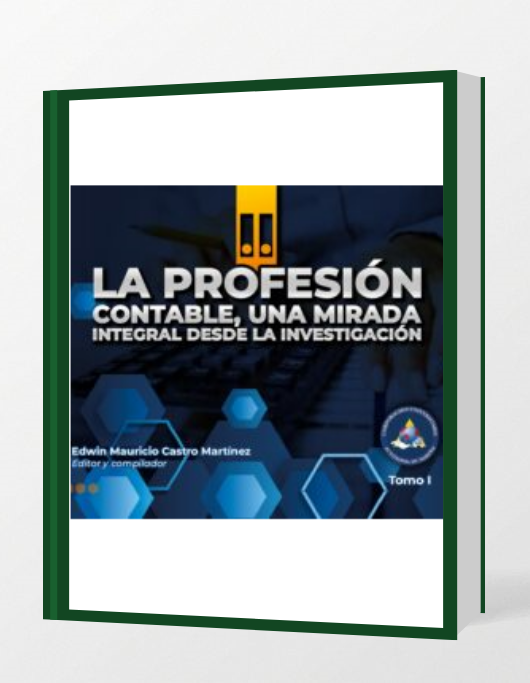 LA PROFESIÓN
CONTABLE, UNA MIRADA
INTEGRAL DESDE LA INVESTIGACIÓN
Edwin Mauricio Castro Martínez
Editor y compilador
Tomo I